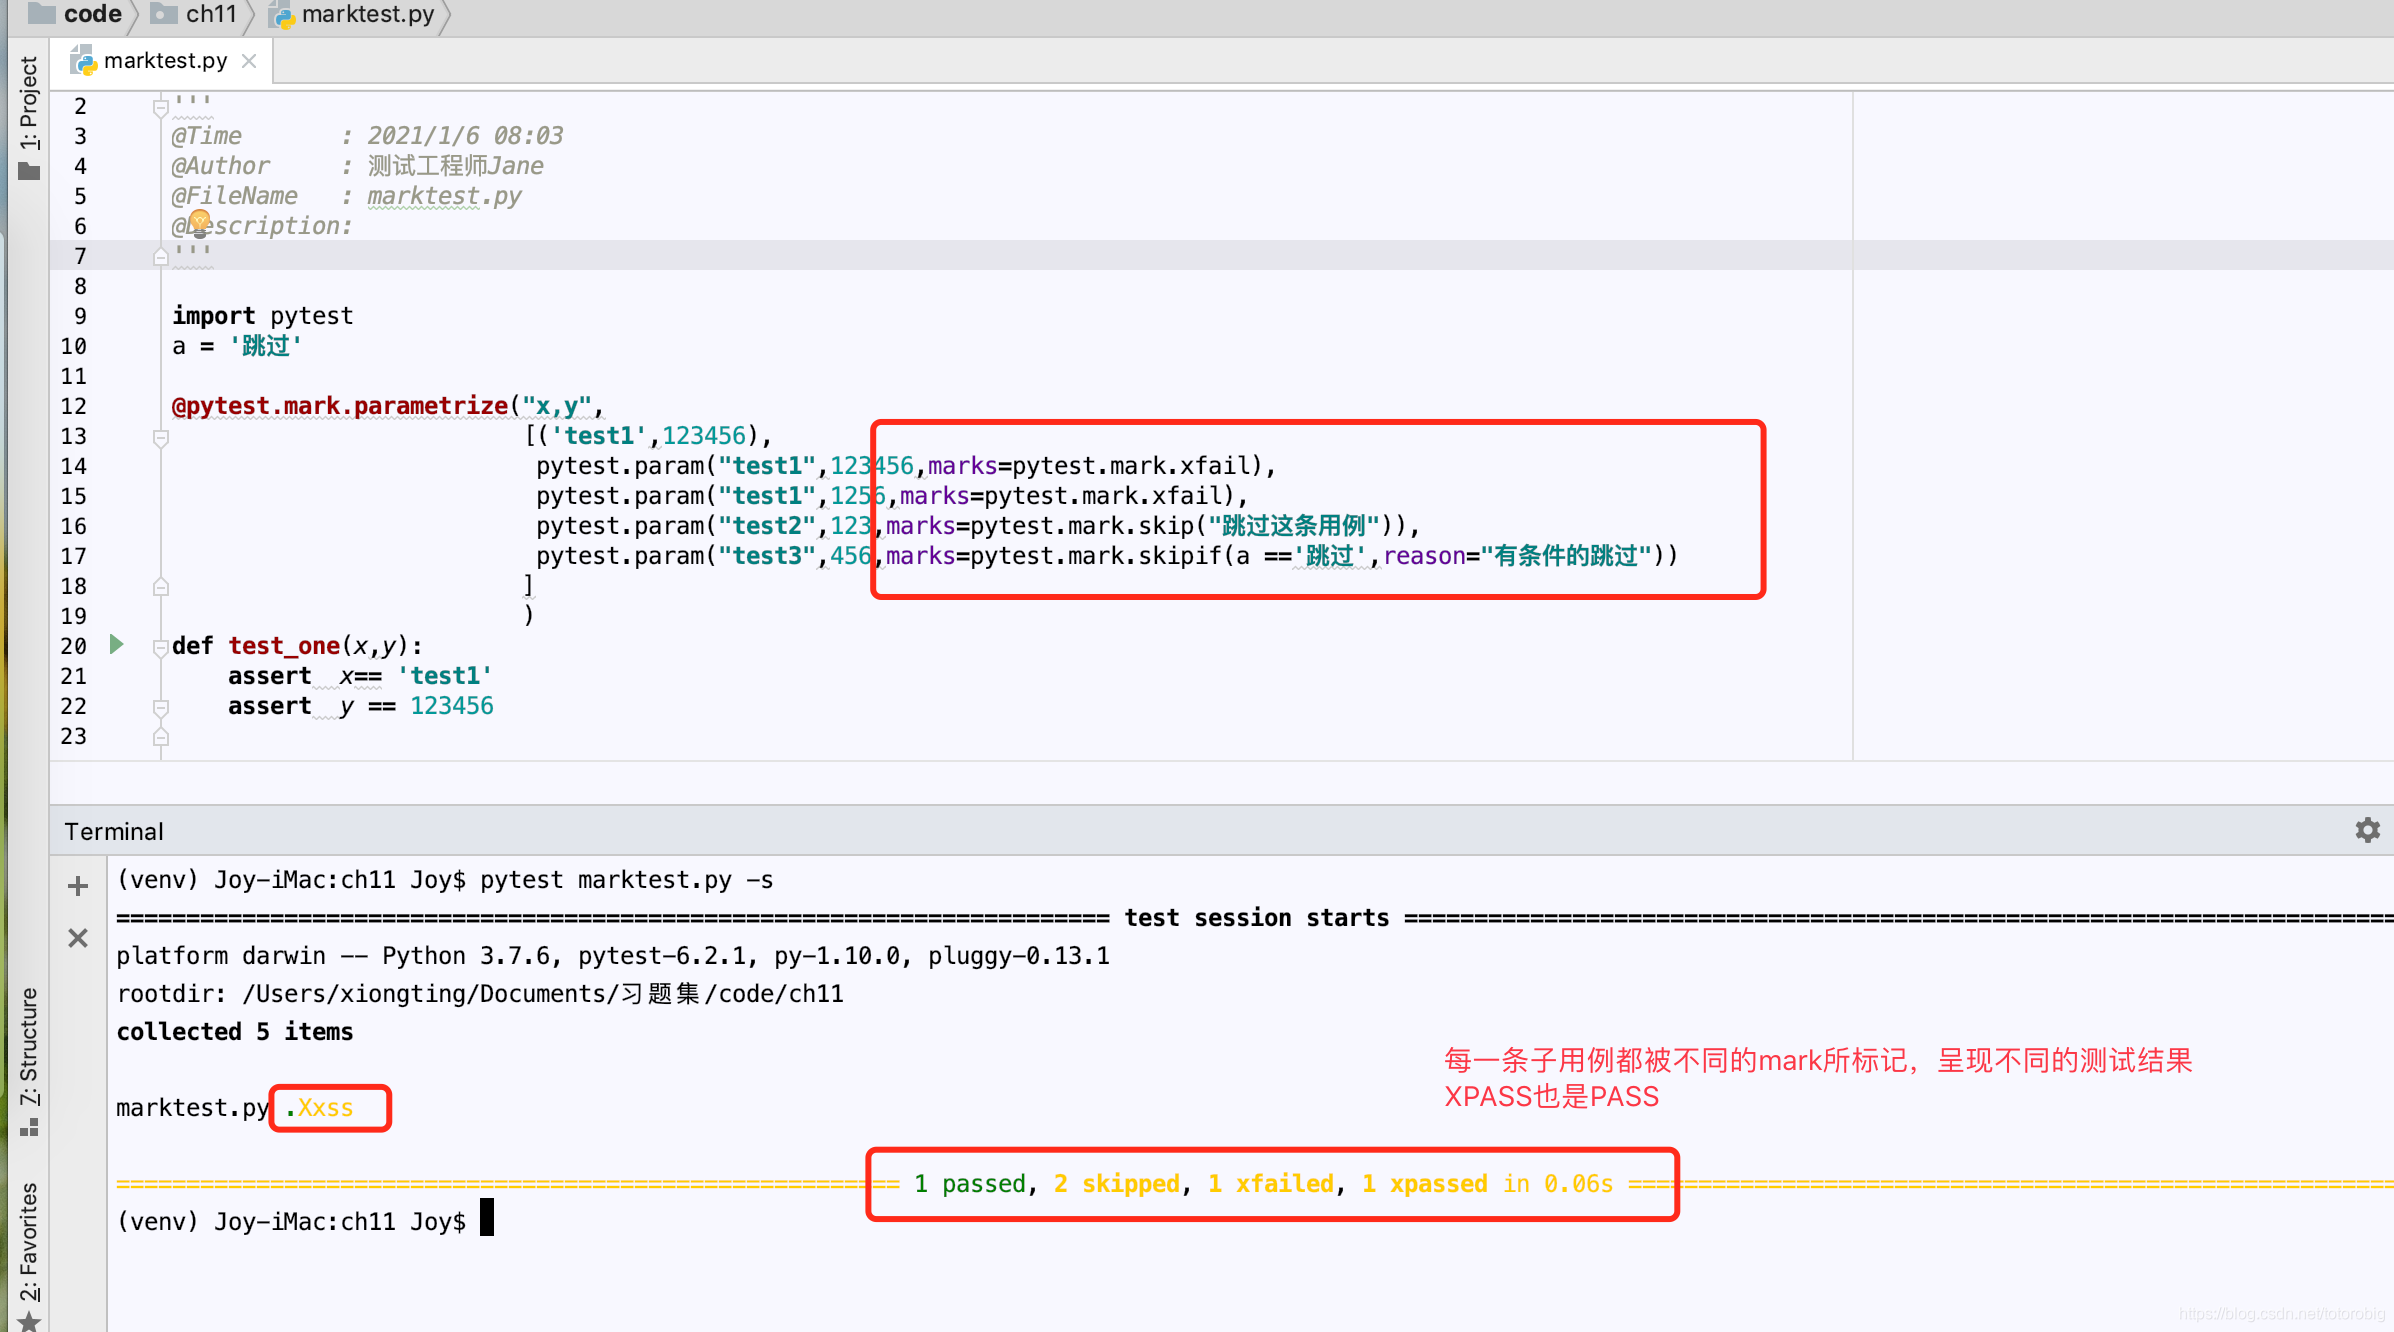 code ch11 marktest.py
marktest.py
1: Project
2 '''
3 @Time : 2021/1/6 08:03
4 @Author : 测试工程师Jane
5 @FileName : marktest.py
6 @Description:
7 '''
8
9 import pytest
10 a = '跳过'
11
12 @pytest.mark.parametrize("x,y",
13 [('test1',123456),
14 pytest.param("test1",123456,marks=pytest.mark.xfail),
15 pytest.param("test1",1256,marks=pytest.mark.xfail),
16 pytest.param("test2",123,marks=pytest.mark.skip("跳过这条用例")),
17 pytest.param("test3",456,marks=pytest.mark.skipif(a =='跳过',reason="有条件的跳过"))
18 ]
19 )
20 def test_one(x,y):
21 assert x== 'test1'
22 assert y == 123456
23
Terminal
(venv) Joy-iMac:ch11 Joy$ pytest marktest.py -s
======================================================================= test session starts =======================================================================
platform darwin -- Python 3.7.6, pytest-6.2.1, py-1.10.0, pluggy-0.13.1
rootdir: /Users/xiongting/Documents/习题集/code/ch11
collected 5 items
每一条子用例都被不同的mark所标记，呈现不同的测试结果
XPASS也是PASS
marktest.py .Xxss
======================================================== 1 passed, 2 skipped, 1 xfailed, 1 xpassed in 0.06s =======================================================
(venv) Joy-iMac:ch11 Joy$
7: Structure
2: Favorites
https://blog.csdn.net/totorobig